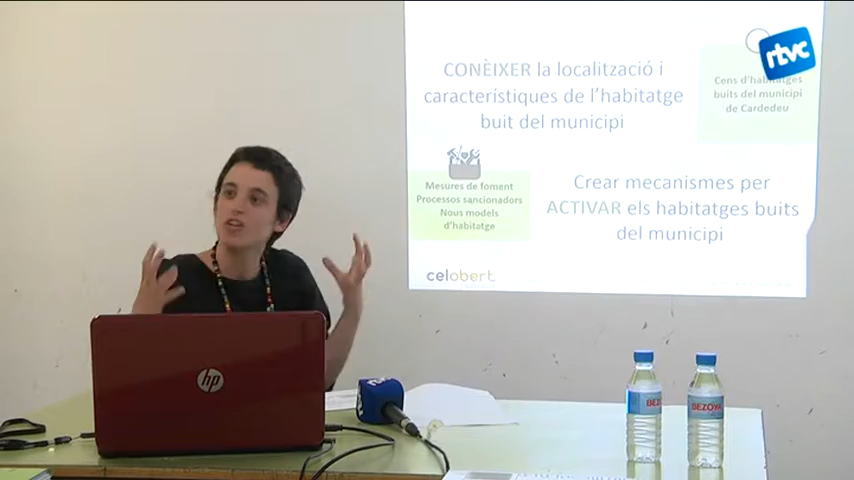 rtvc
CONÈIXER la localització i
característiques de l'habitatge
buit del municipi
Cens d'habitatges
buits del municipi
de Cardedeu
Mesures de foment
Processos sancionadors
Nous models
d'habitatge
Crear mecanismes per
ACTIVAR els habitatges buits
del municipi
celobert
hp
BEZOYA
BEZOYA